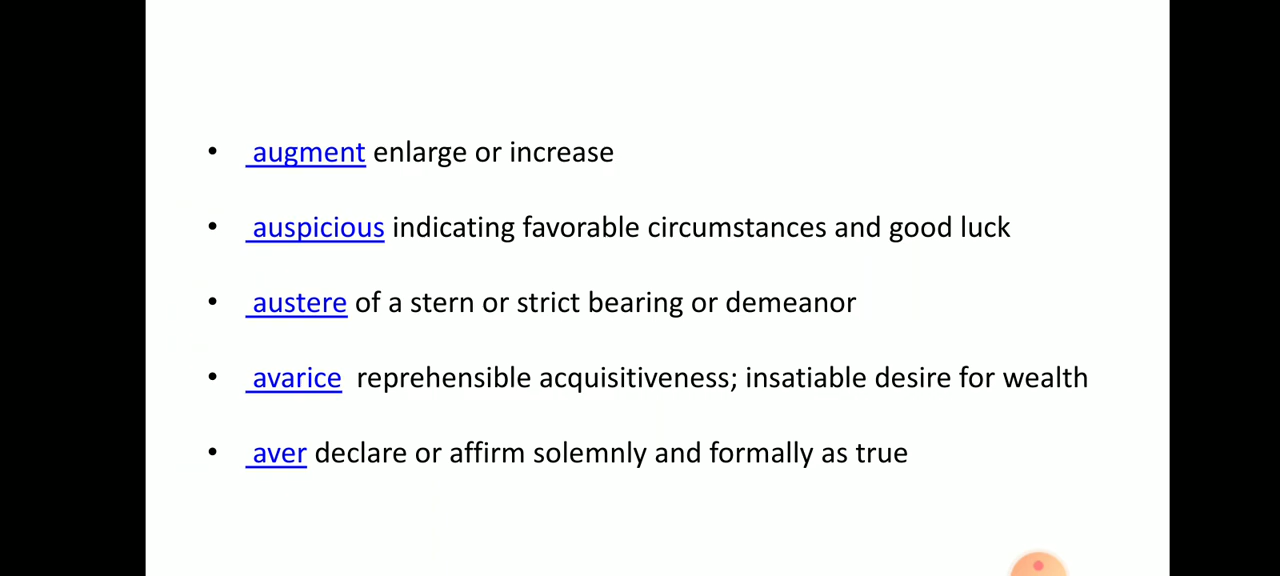 • augment enlarge or increase
• auspicious indicating favorable circumstances and good luck
• austere of a stern or strict bearing or demeanor
• avarice reprehensible acquisitiveness; insatiable desire for wealth
• aver declare or affirm solemnly and formally as true